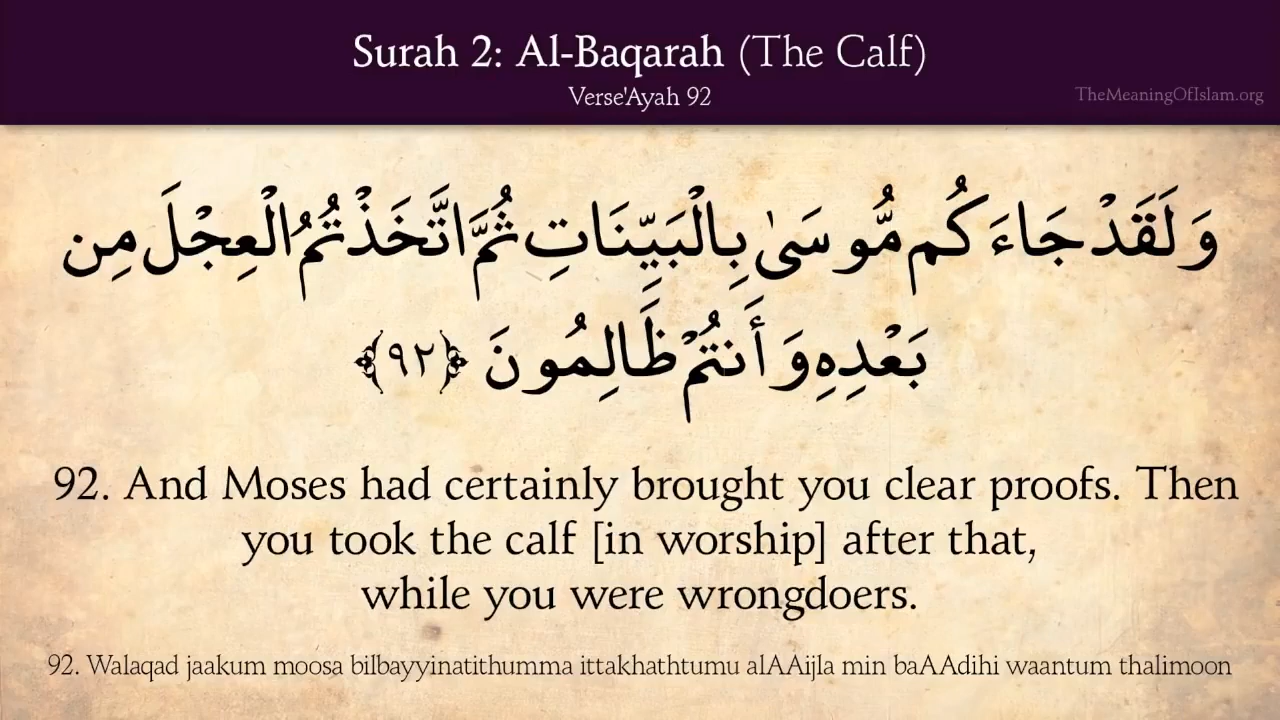 Surah 2: Al-Baqarah (The Calf)
Verse'Ayah 92
TheMeaningOfIslam.org
وَلَقَدْ جَاءَكُم مُّوسَىٰ بِالْبَيِّنَاتِ ثُمَّ اتَّخَذْتُمُ الْعِجْلَ مِن
بَعْدِهِ وَأَنتُمْ ظَالِمُونَ ﴿٩٢﴾
92. And Moses had certainly brought you clear proofs. Then
you took the calf [in worship] after that,
while you were wrongdoers.
92. Walaqad jaakum moosa bilbayyinatithumma ittakhathtumu alAAijla min baAAdihi waantum thalimoon